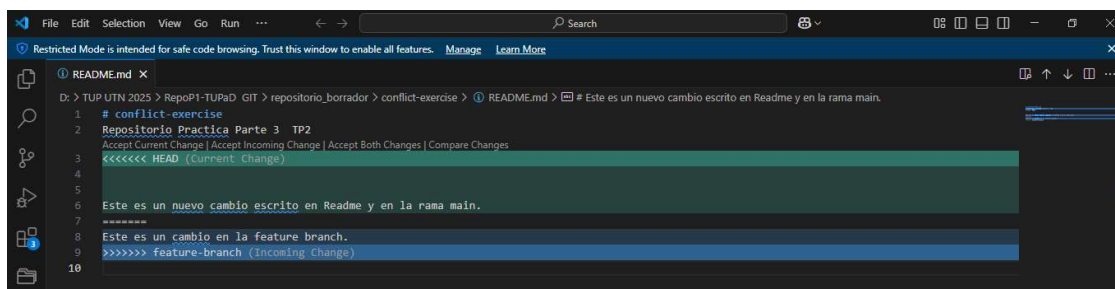 File Edit Selection View Go Run ... Search
Restricted Mode is intended for safe code browsing. Trust this window to enable all features. Manage Learn More
README.md
D: > TUP UTN 2025 > RepoP1-TUPaD GIT > repositorio_borrador > conflict-exercise > README.md > # Este es un nuevo cambio escrito en Readme y en la rama main.
1 # conflict-exercise
2 Repositorio Practica Parte 3 TP2
Accept Current Change | Accept Incoming Change | Accept Both Changes | Compare Changes
3 <<<<<<< HEAD (Current Change)
4
5
6 Este es un nuevo cambio escrito en Readme y en la rama main.
7 =======
8 Este es un cambio en la feature branch.
9 >>>>>>> feature-branch (Incoming Change)
10
3